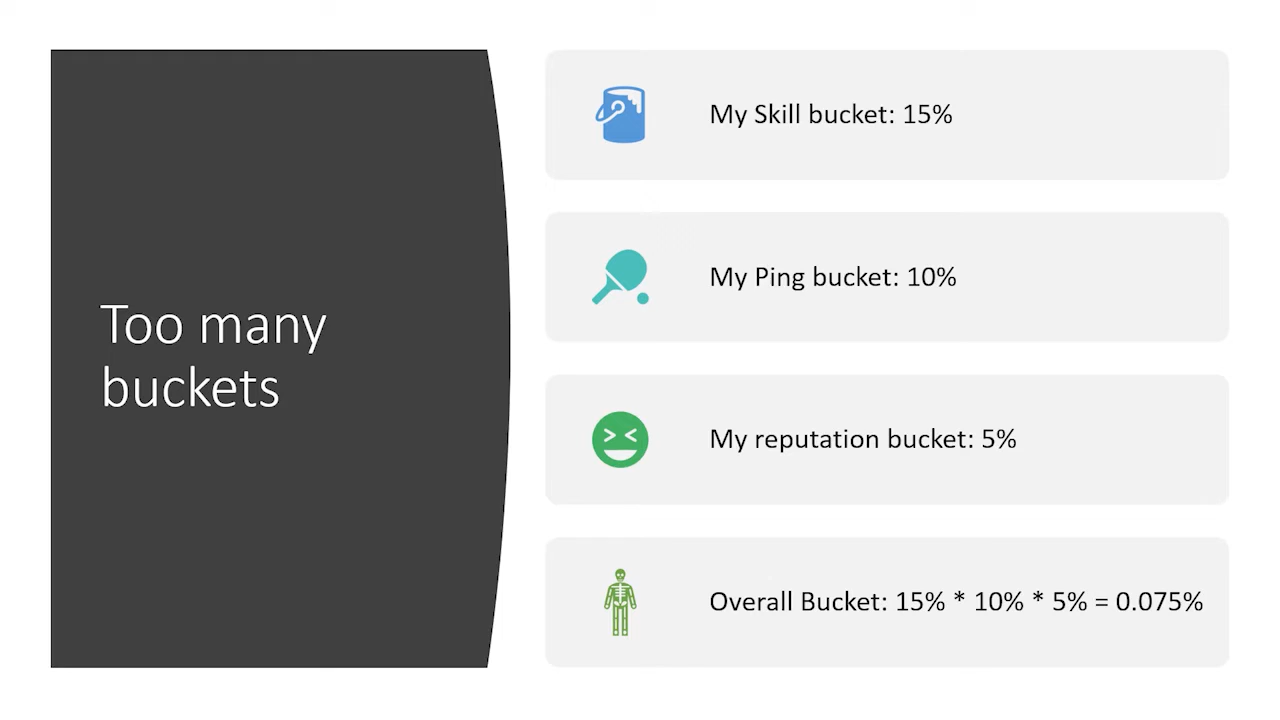 Too many
buckets
My Skill bucket: 15%
My Ping bucket: 10%
My reputation bucket: 5%
Overall Bucket: 15% * 10% * 5% = 0.075%